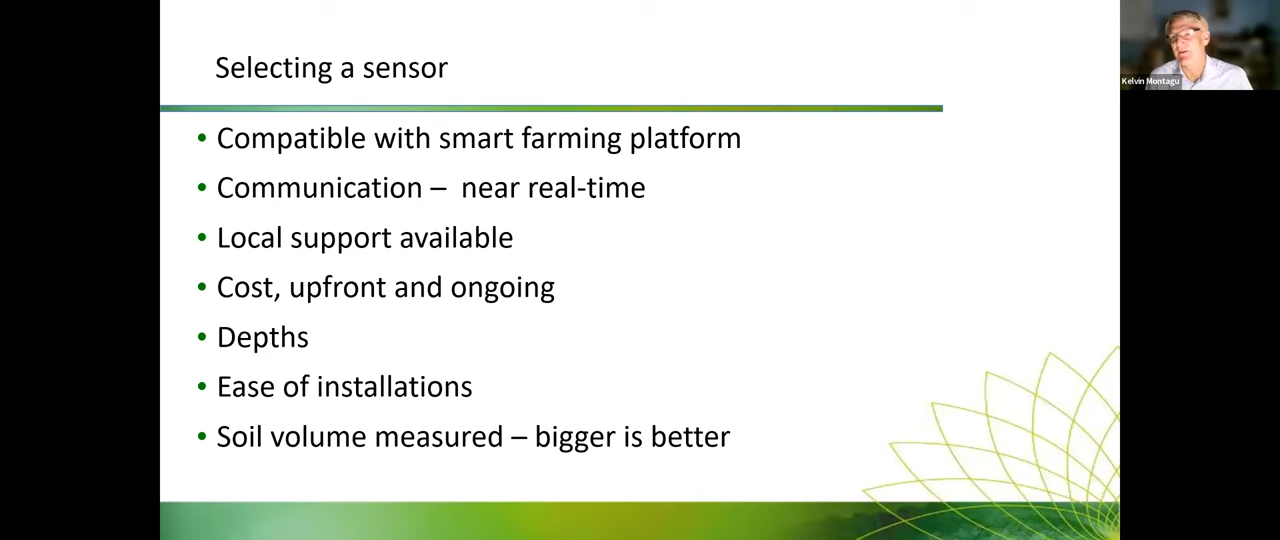 Selecting a sensor
Kelvin Montagu
• Compatible with smart farming platform
• Communication – near real-time
• Local support available
• Cost, upfront and ongoing
• Depths
• Ease of installations
• Soil volume measured – bigger is better